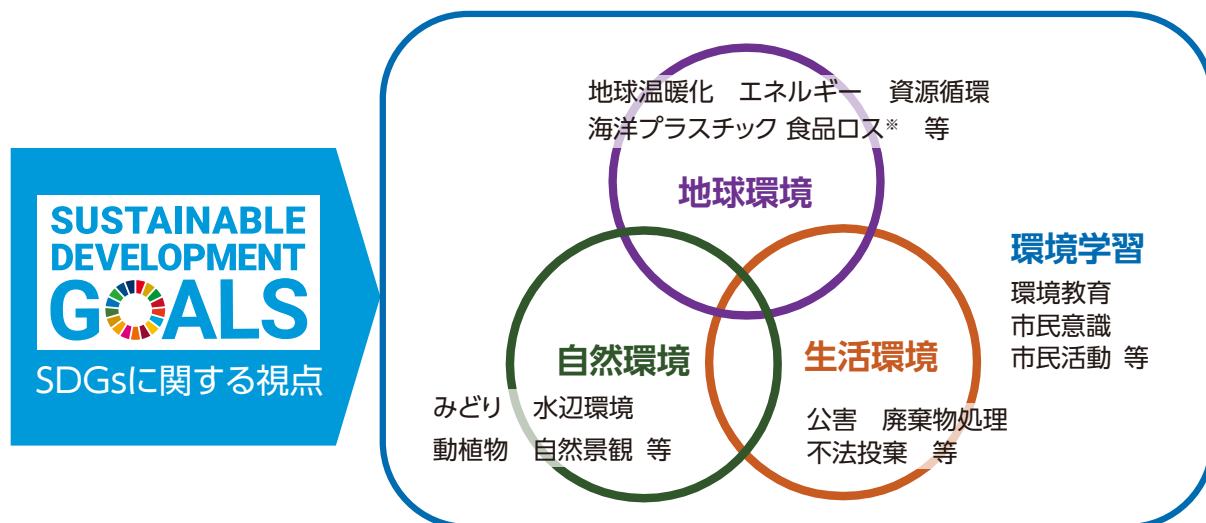 SUSTAINABLE
DEVELOPMENT
GOALS
SDGsに関する視点
地球温暖化　エネルギー　資源循環
海洋プラスチック 食品ロス※　等
地球環境
自然環境
みどり　水辺環境
動植物　自然景観 等
生活環境
公害　廃棄物処理
不法投棄　等
環境学習
環境教育
市民意識
市民活動 等